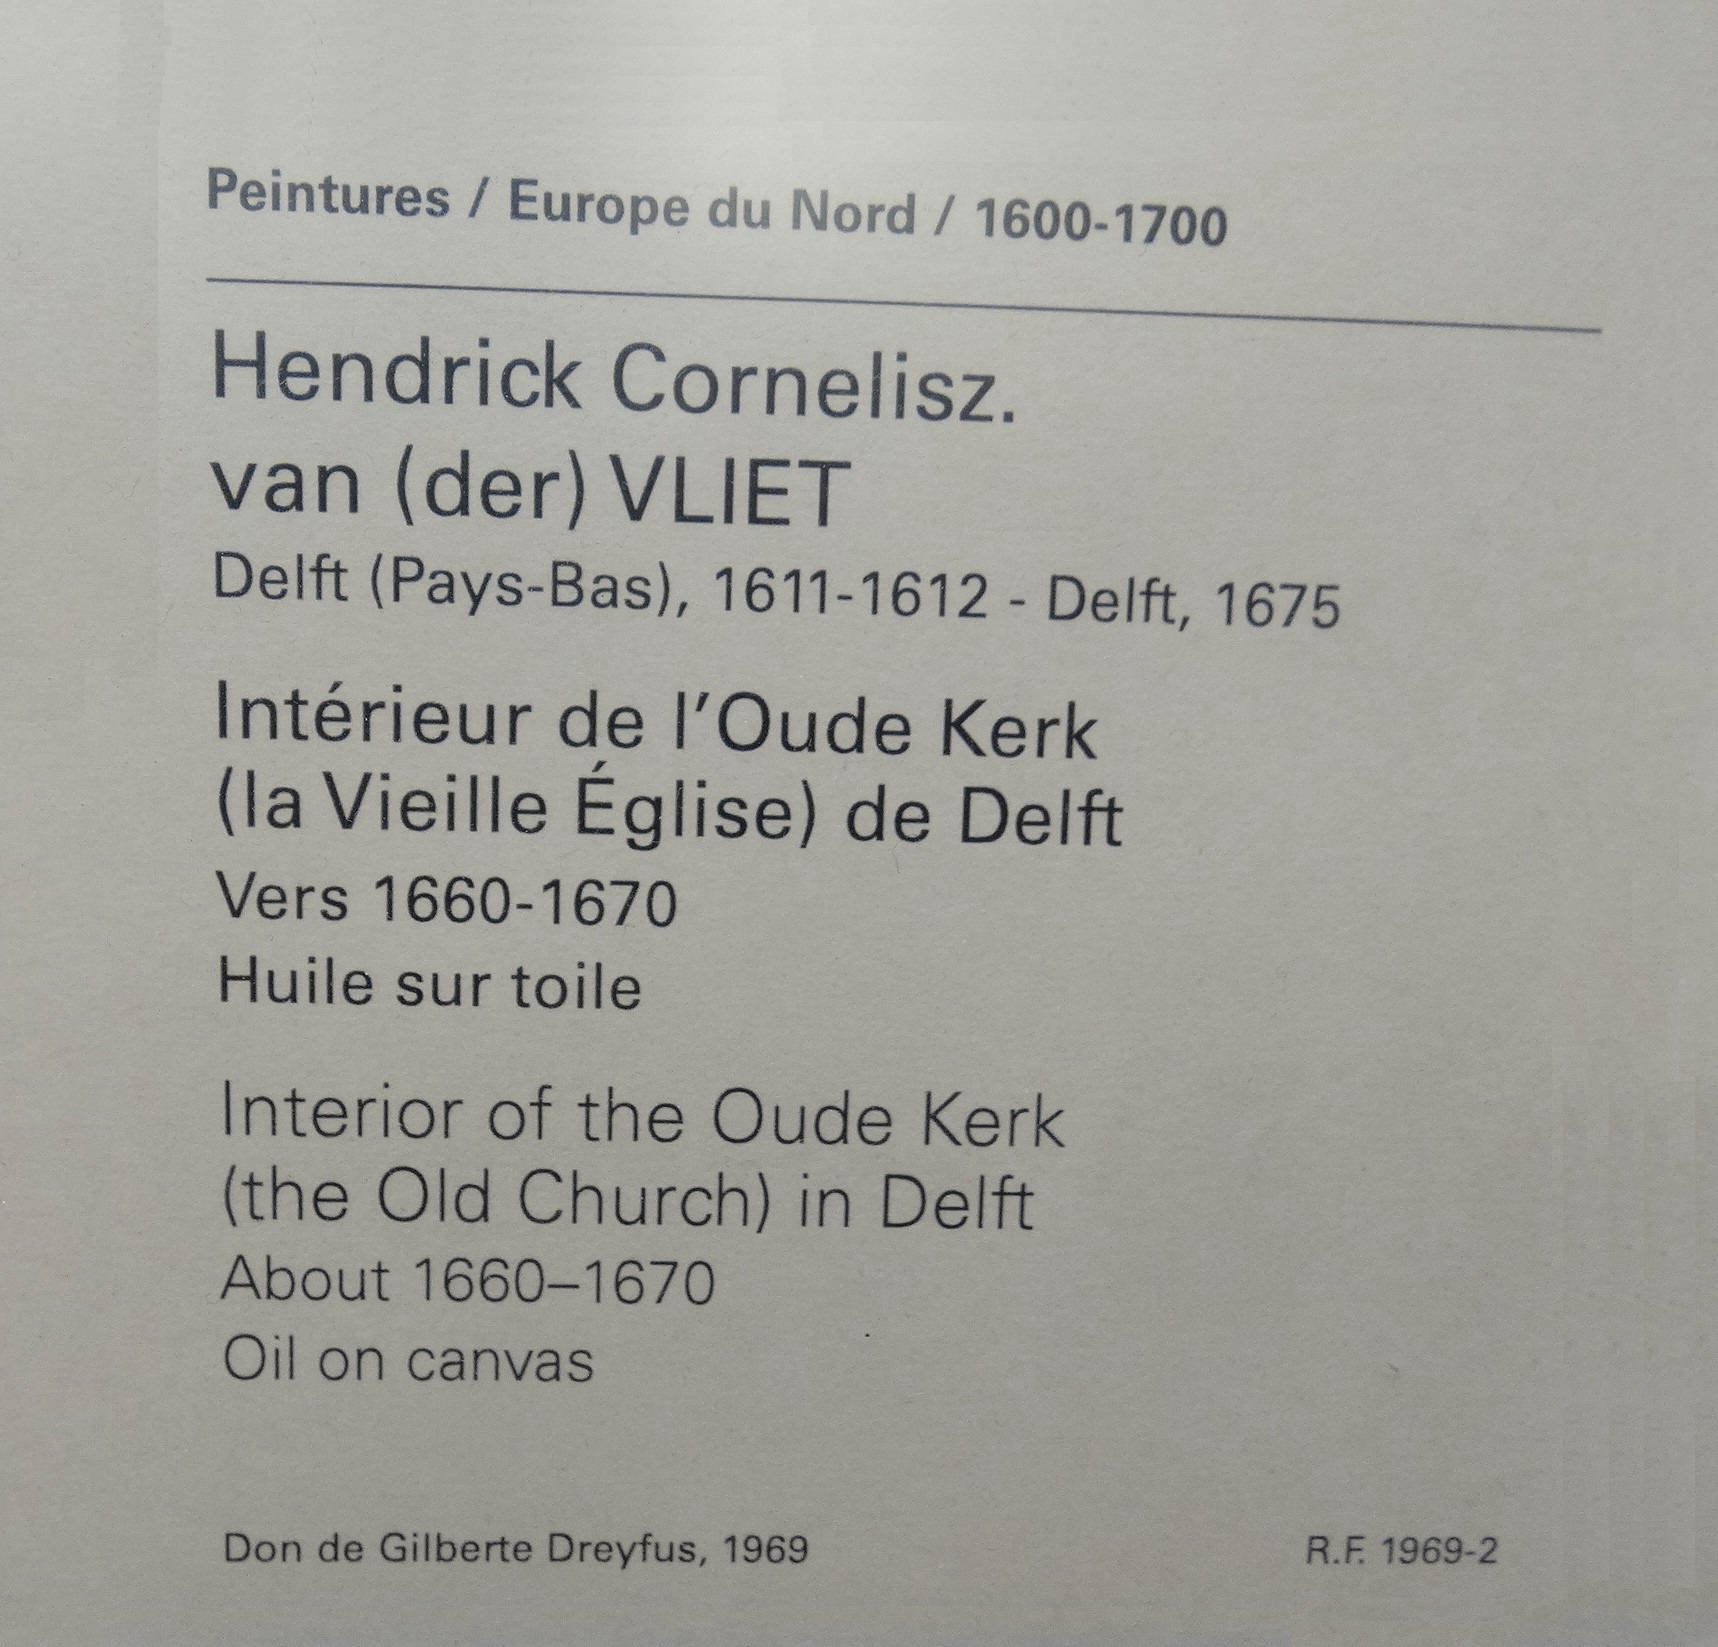 Peintures / Europe du Nord / 1600-1700
Hendrick Cornelisz.
van (der) VLIET
Delft (Pays-Bas), 1611-1612 - Delft, 1675
Intérieur de l'Oude Kerk
(la Vieille Église) de Delft
Vers 1660-1670
Huile sur toile
Interior of the Oude Kerk
(the Old Church) in Delft
About 1660–1670
Oil on canvas
Don de Gilberte Dreyfus, 1969 R.F. 1969-2